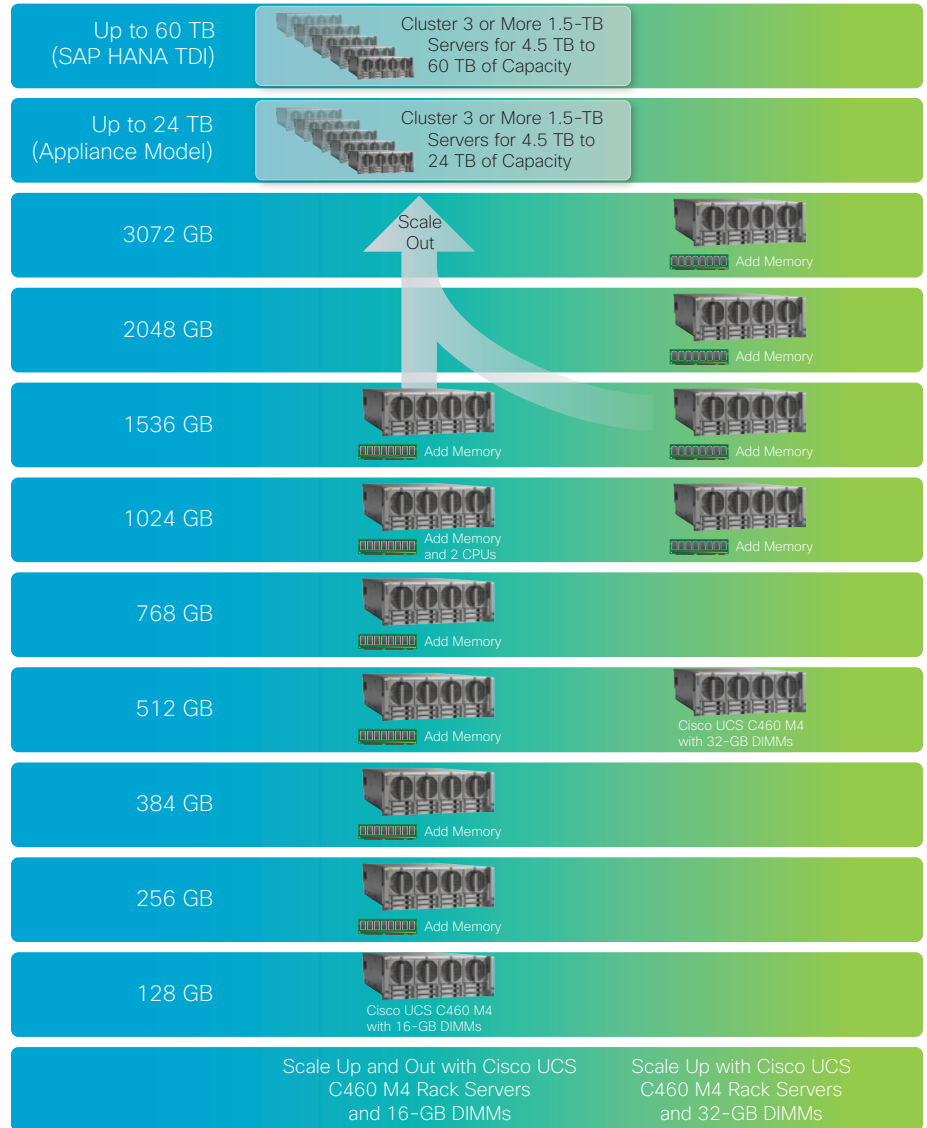 Up to 60 TB
(SAP HANA TDI)
Cluster 3 or More 1.5-TB
Servers for 4.5 TB to
60 TB of Capacity
Up to 24 TB
(Appliance Model)
Cluster 3 or More 1.5-TB
Servers for 4.5 TB to
24 TB of Capacity
3072 GB
Scale
Out
Add Memory
2048 GB
Add Memory
1536 GB
Add Memory
Add Memory
1024 GB
Add Memory
and 2 CPUs
Add Memory
768 GB
Add Memory
512 GB
Add Memory
Cisco UCS C460 M4
with 32-GB DIMMs
384 GB
Add Memory
256 GB
Add Memory
128 GB
Cisco UCS C460 M4
with 16-GB DIMMs
Scale Up and Out with Cisco UCS
C460 M4 Rack Servers
and 16-GB DIMMs
Scale Up with Cisco UCS
C460 M4 Rack Servers
and 32-GB DIMMs